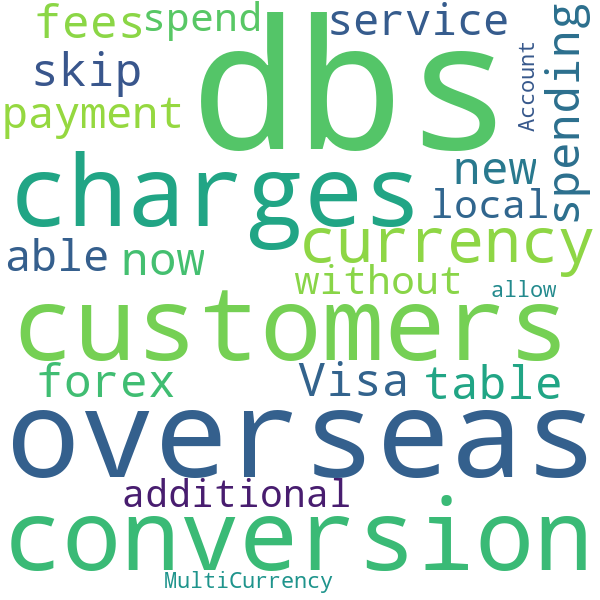 fees
spend
service
dbs
spending
skip
Account
payment
charges
new
local
currency
able
now
without
allow
customers
forex
Visa
table
overseas
additional
conversion
MultiCurrency